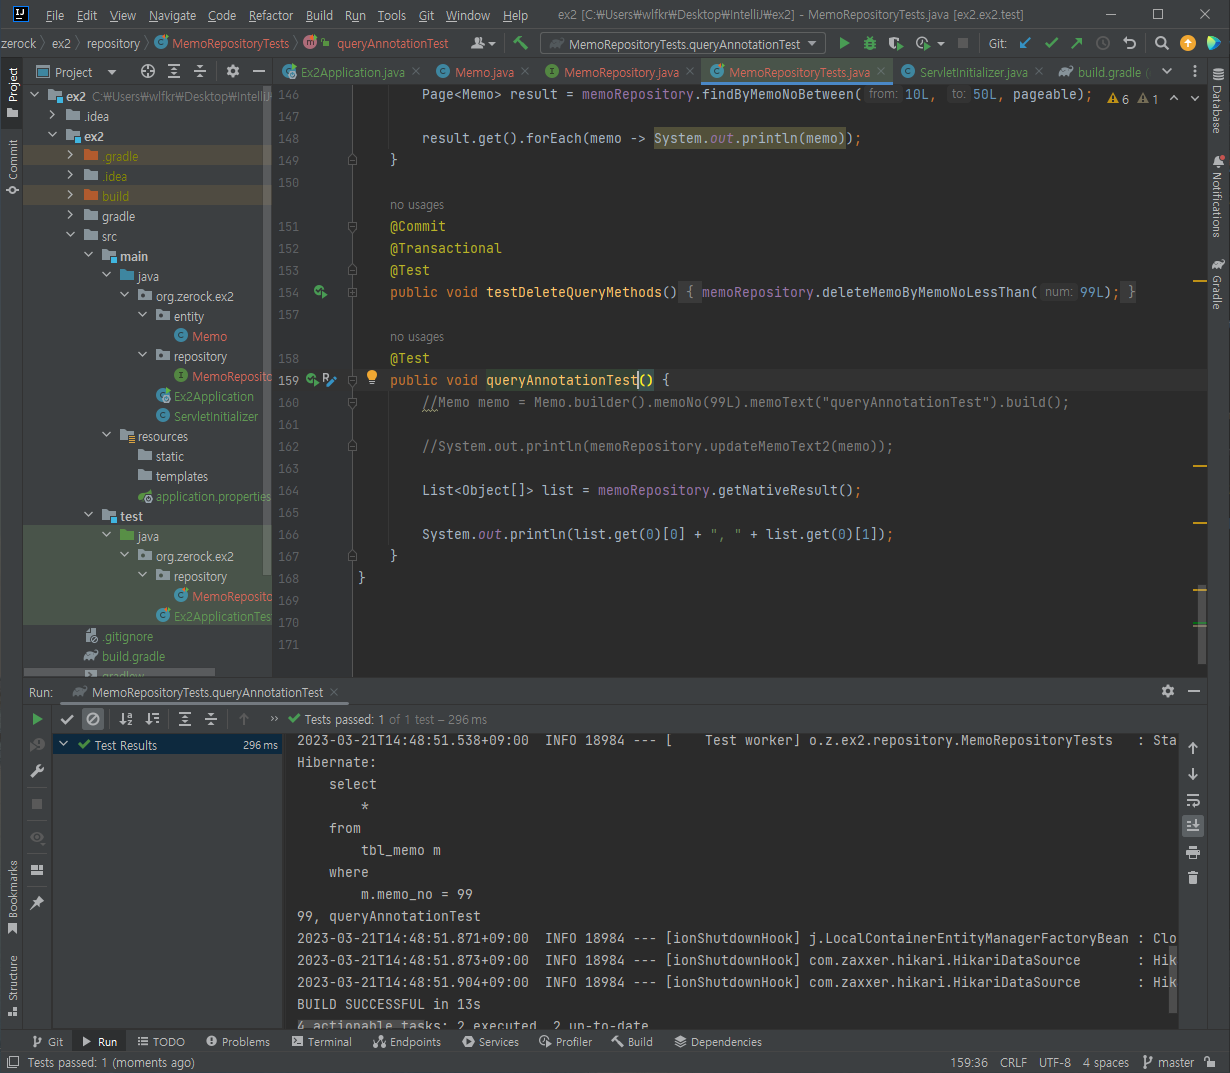 File Edit View Navigate Code Refactor Build Run Tools Git Window Help ex2 [C:￦Users￦wlfkr￦Desktop￦IntelliJ￦ex2] - MemoRepositoryTests.java [ex2.ex2.test]
zerock ex2 repository MemoRepositoryTests queryAnnotationTest MemoRepositoryTests.queryAnnotationTest Git:
Project Ex2Application.java Memo.java MemoRepository.java MemoRepositoryTests.java ServletInitializer.java build.gradle (
Project
Commit
Bookmarks
Structure
Database
Notifications
Gradle
ex2 C:￦Users￦wlfkr￦Desktop￦IntelliJ
.idea
ex2
.gradle
.idea
build
gradle
src
main
java
org.zerock.ex2
entity
Memo
repository
MemoReposito
Ex2Application
ServletInitializer
resources
static
templates
application.properties
test
java
org.zerock.ex2
repository
MemoReposito
Ex2ApplicationTes
.gitignore
build.gradle
gradlew
146 Page<Memo> result = memoRepository.findByMemoNoBetween( from: 10L, to: 50L, pageable); 6 1
147
148 result.get().forEach(memo -> System.out.println(memo));
149 }
150
no usages
151 @Commit
152 @Transactional
153 @Test
154 public void testDeleteQueryMethods() { memoRepository.deleteMemoByMemoNoLessThan( num: 99L); }
157
no usages
158 @Test
159 public void queryAnnotationTest() {
160 //Memo memo = Memo.builder().memoNo(99L).memoText("queryAnnotationTest").build();
161
162 //System.out.println(memoRepository.updateMemoText2(memo));
163
164 List<Object[]> list = memoRepository.getNativeResult();
165
166 System.out.println(list.get(0)[0] + ", " + list.get(0)[1]);
167 }
168 }
169
170
171
Run: MemoRepositoryTests.queryAnnotationTest
Tests passed: 1 of 1 test – 296 ms
Test Results 296 ms
2023-03-21T14:48:51.538+09:00 INFO 18984 --- [ Test worker] o.z.ex2.repository.MemoRepositoryTests : Sta
Hibernate:
select
*
from
tbl_memo m
where
m.memo_no = 99
99, queryAnnotationTest
2023-03-21T14:48:51.871+09:00 INFO 18984 --- [ionShutdownHook] j.LocalContainerEntityManagerFactoryBean : Clo
2023-03-21T14:48:51.873+09:00 INFO 18984 --- [ionShutdownHook] com.zaxxer.hikari.HikariDataSource : Hik
2023-03-21T14:48:51.904+09:00 INFO 18984 --- [ionShutdownHook] com.zaxxer.hikari.HikariDataSource : Hik
BUILD SUCCESSFUL in 13s
4 actionable tasks: 2 executed, 2 up-to-date
Git Run TODO Problems Terminal Endpoints Services Profiler Build Dependencies
Tests passed: 1 (moments ago) 159:36 CRLF UTF-8 4 spaces master